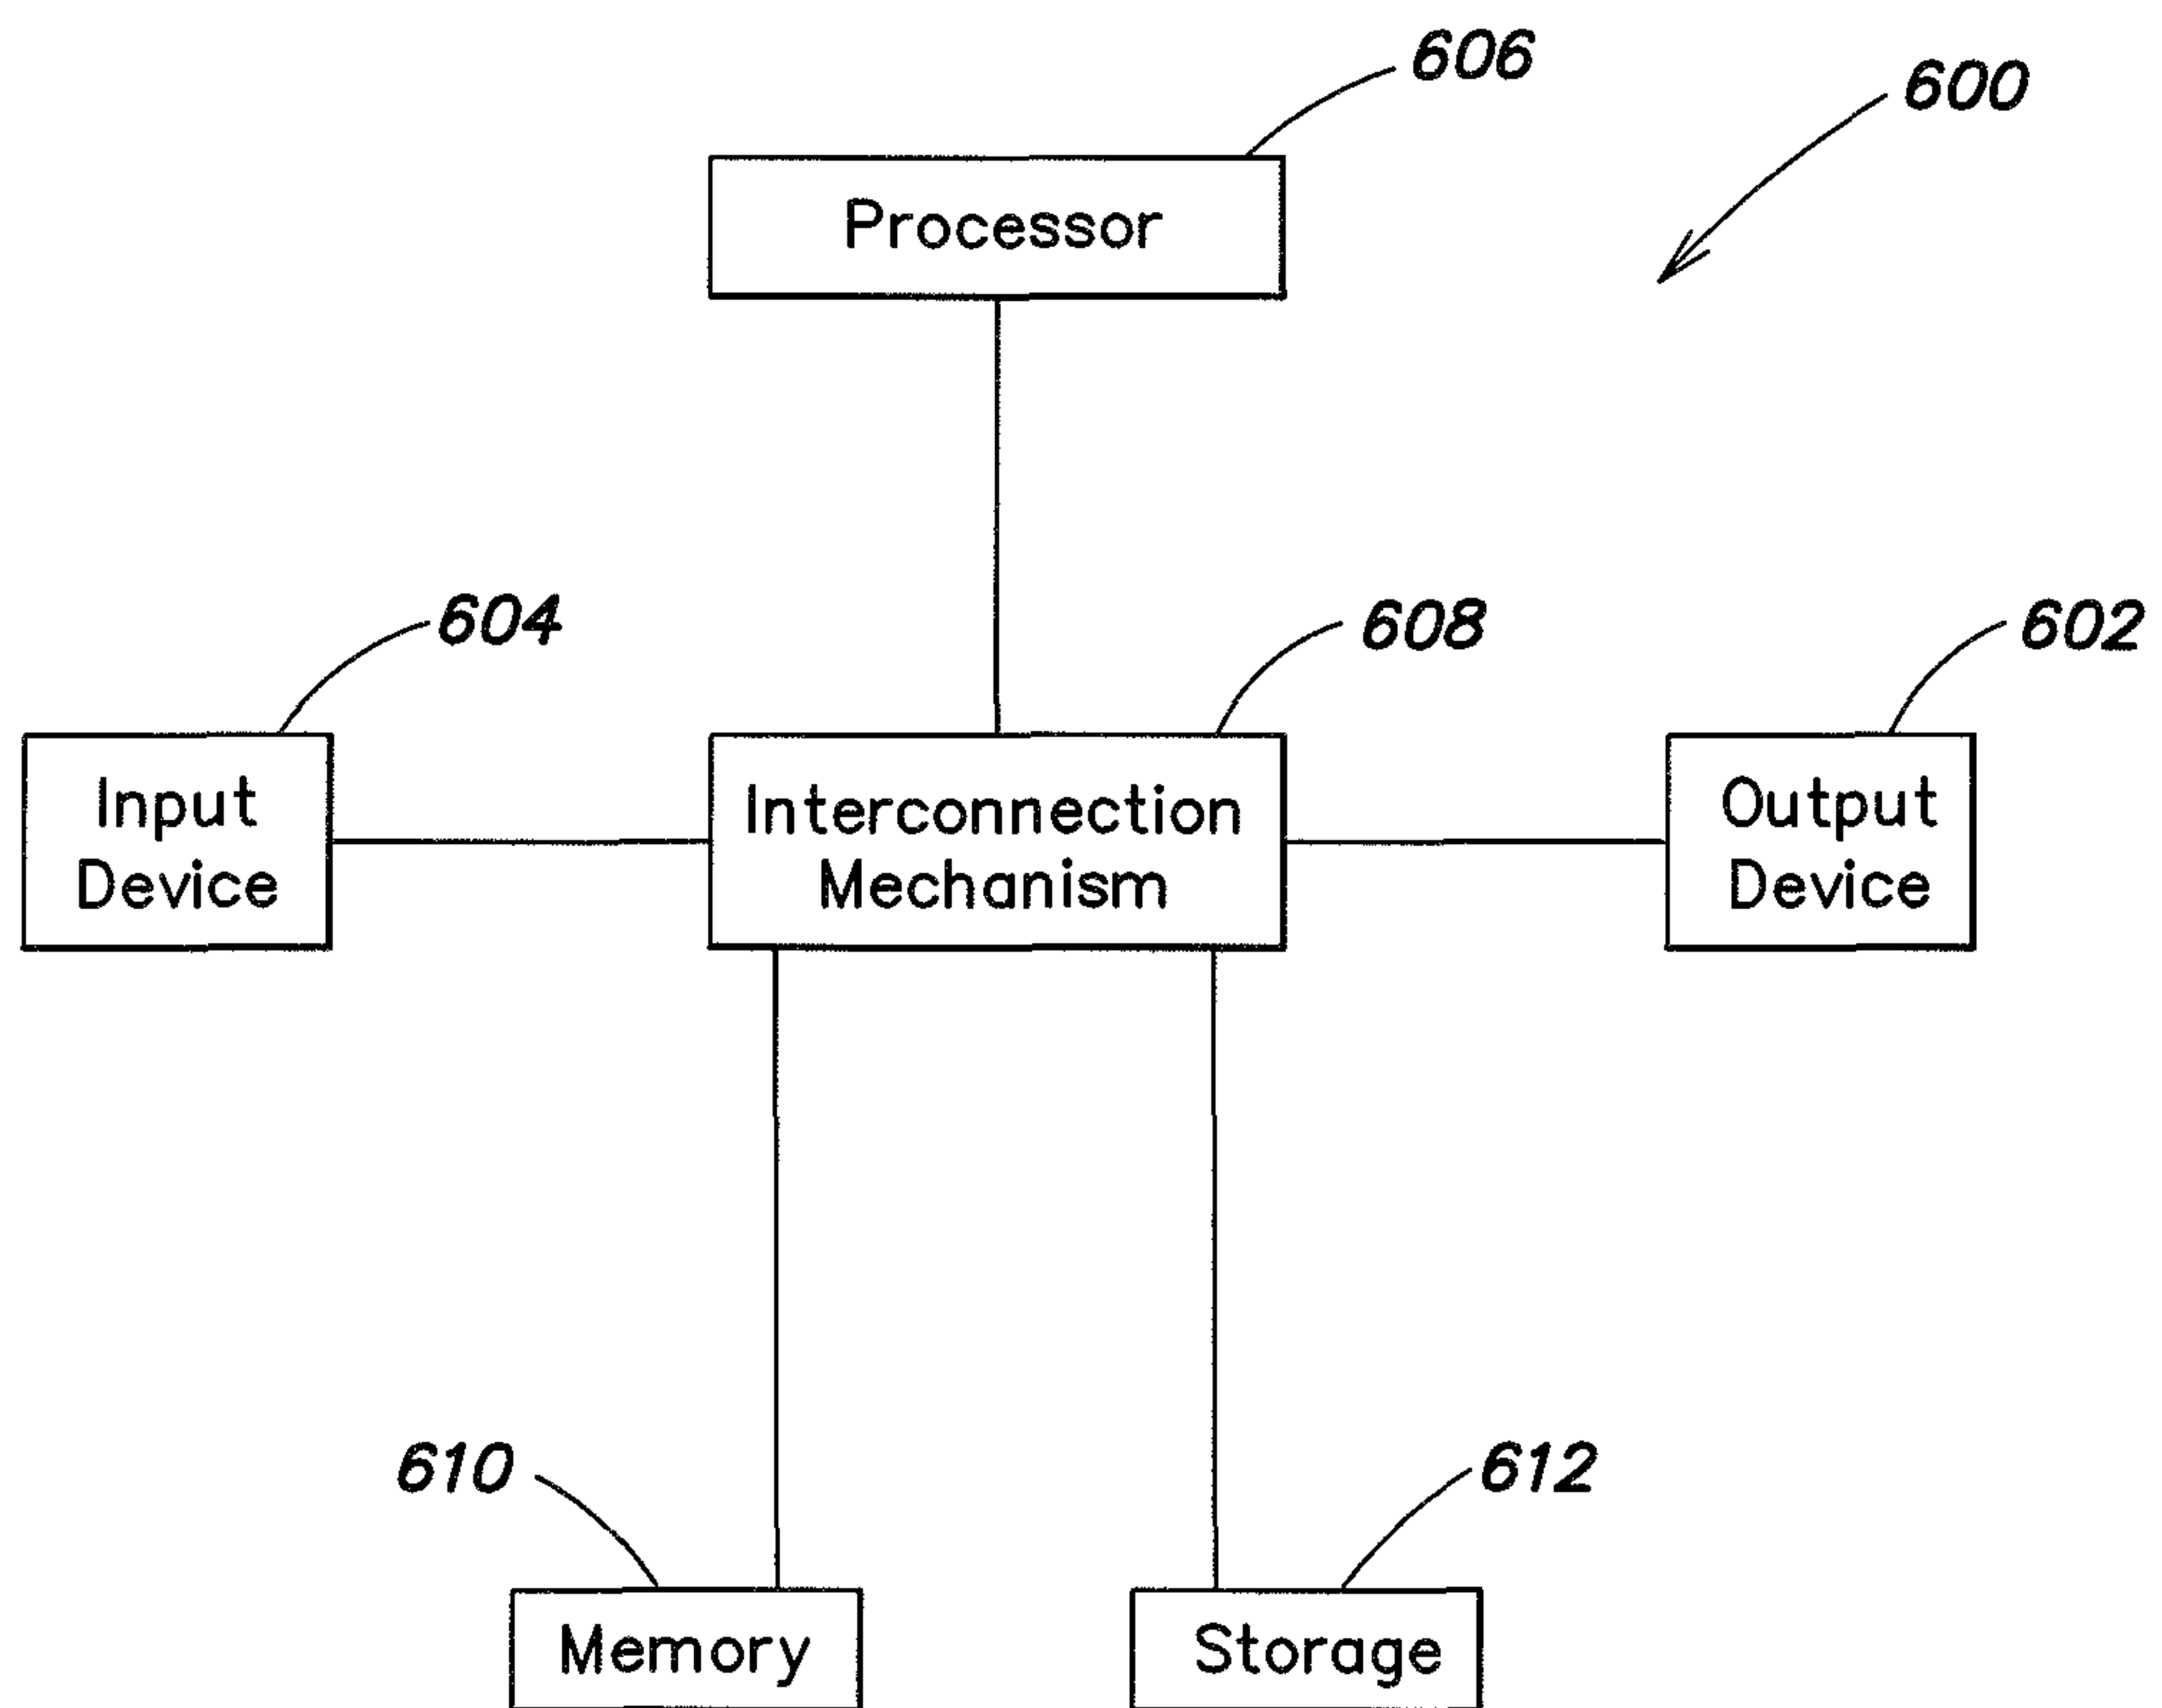 606
600
Processor
604
608
602
Input
Device
Interconnection
Mechanism
Output
Device
610
612
Memory
Storage